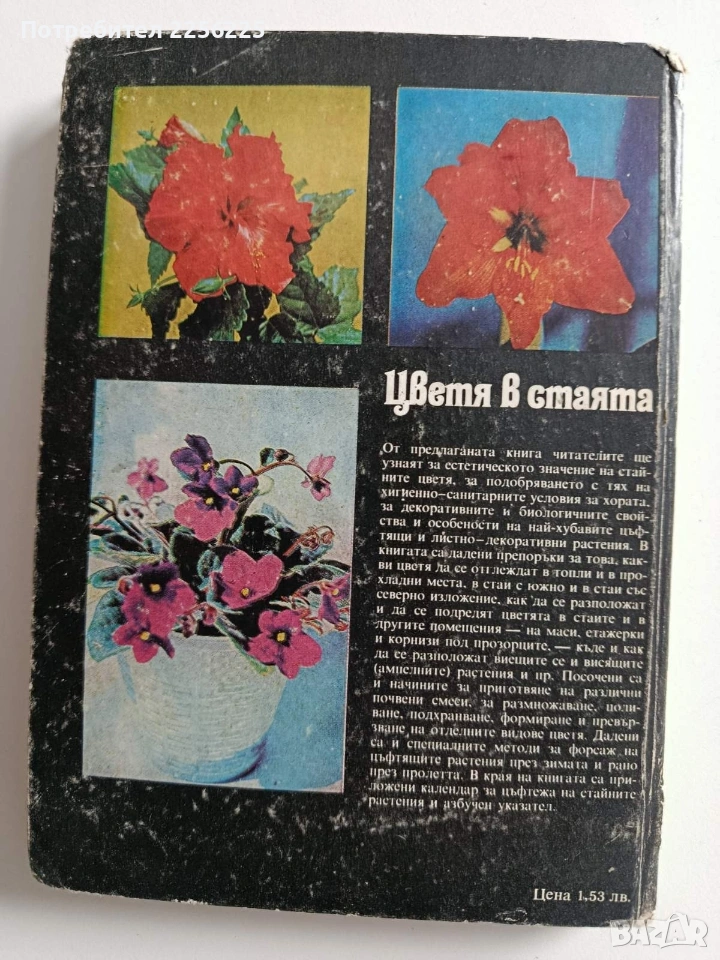 Потребител 2256223
Цветя в стаята
От предлаганата книга читателите ще
узнаят за естетическото значение на стай-
ните цветя, за подобряването с тях на
хигиенно-санитарните условия за хората,
за декоративните и биологичните свой-
ства и особености на най-хубавите цъф-
тящи и листно-декоративни растения. В
книгата са дадени препоръки за това, как-
ви цветя да се отглеждат в топли и в про-
хладни места, в стаи с южно и в стаи със
северно изложение, как да се разположат
и да се подредят цветята в стаите и в
другите помещения — на маси, етажерки
и корнизи под прозорците, — къде и как
да се разположат виещите се и висящите
(ампелните) растения и пр. Посочени са
и начините за приготвяне на различни
почвени смеси, за размножаване, поли-
ване, подхранване, формиране и превър-
зване на отделните видове цветя. Дадени
са и специалните методи за форсаж на
цъфтящите растения през зимата и рано
през пролетта. В края на книгата са при-
ложени календар за цъфтежа на стайните
растения и азбучен указател.
Цена 1,53 лв.
BAZAR